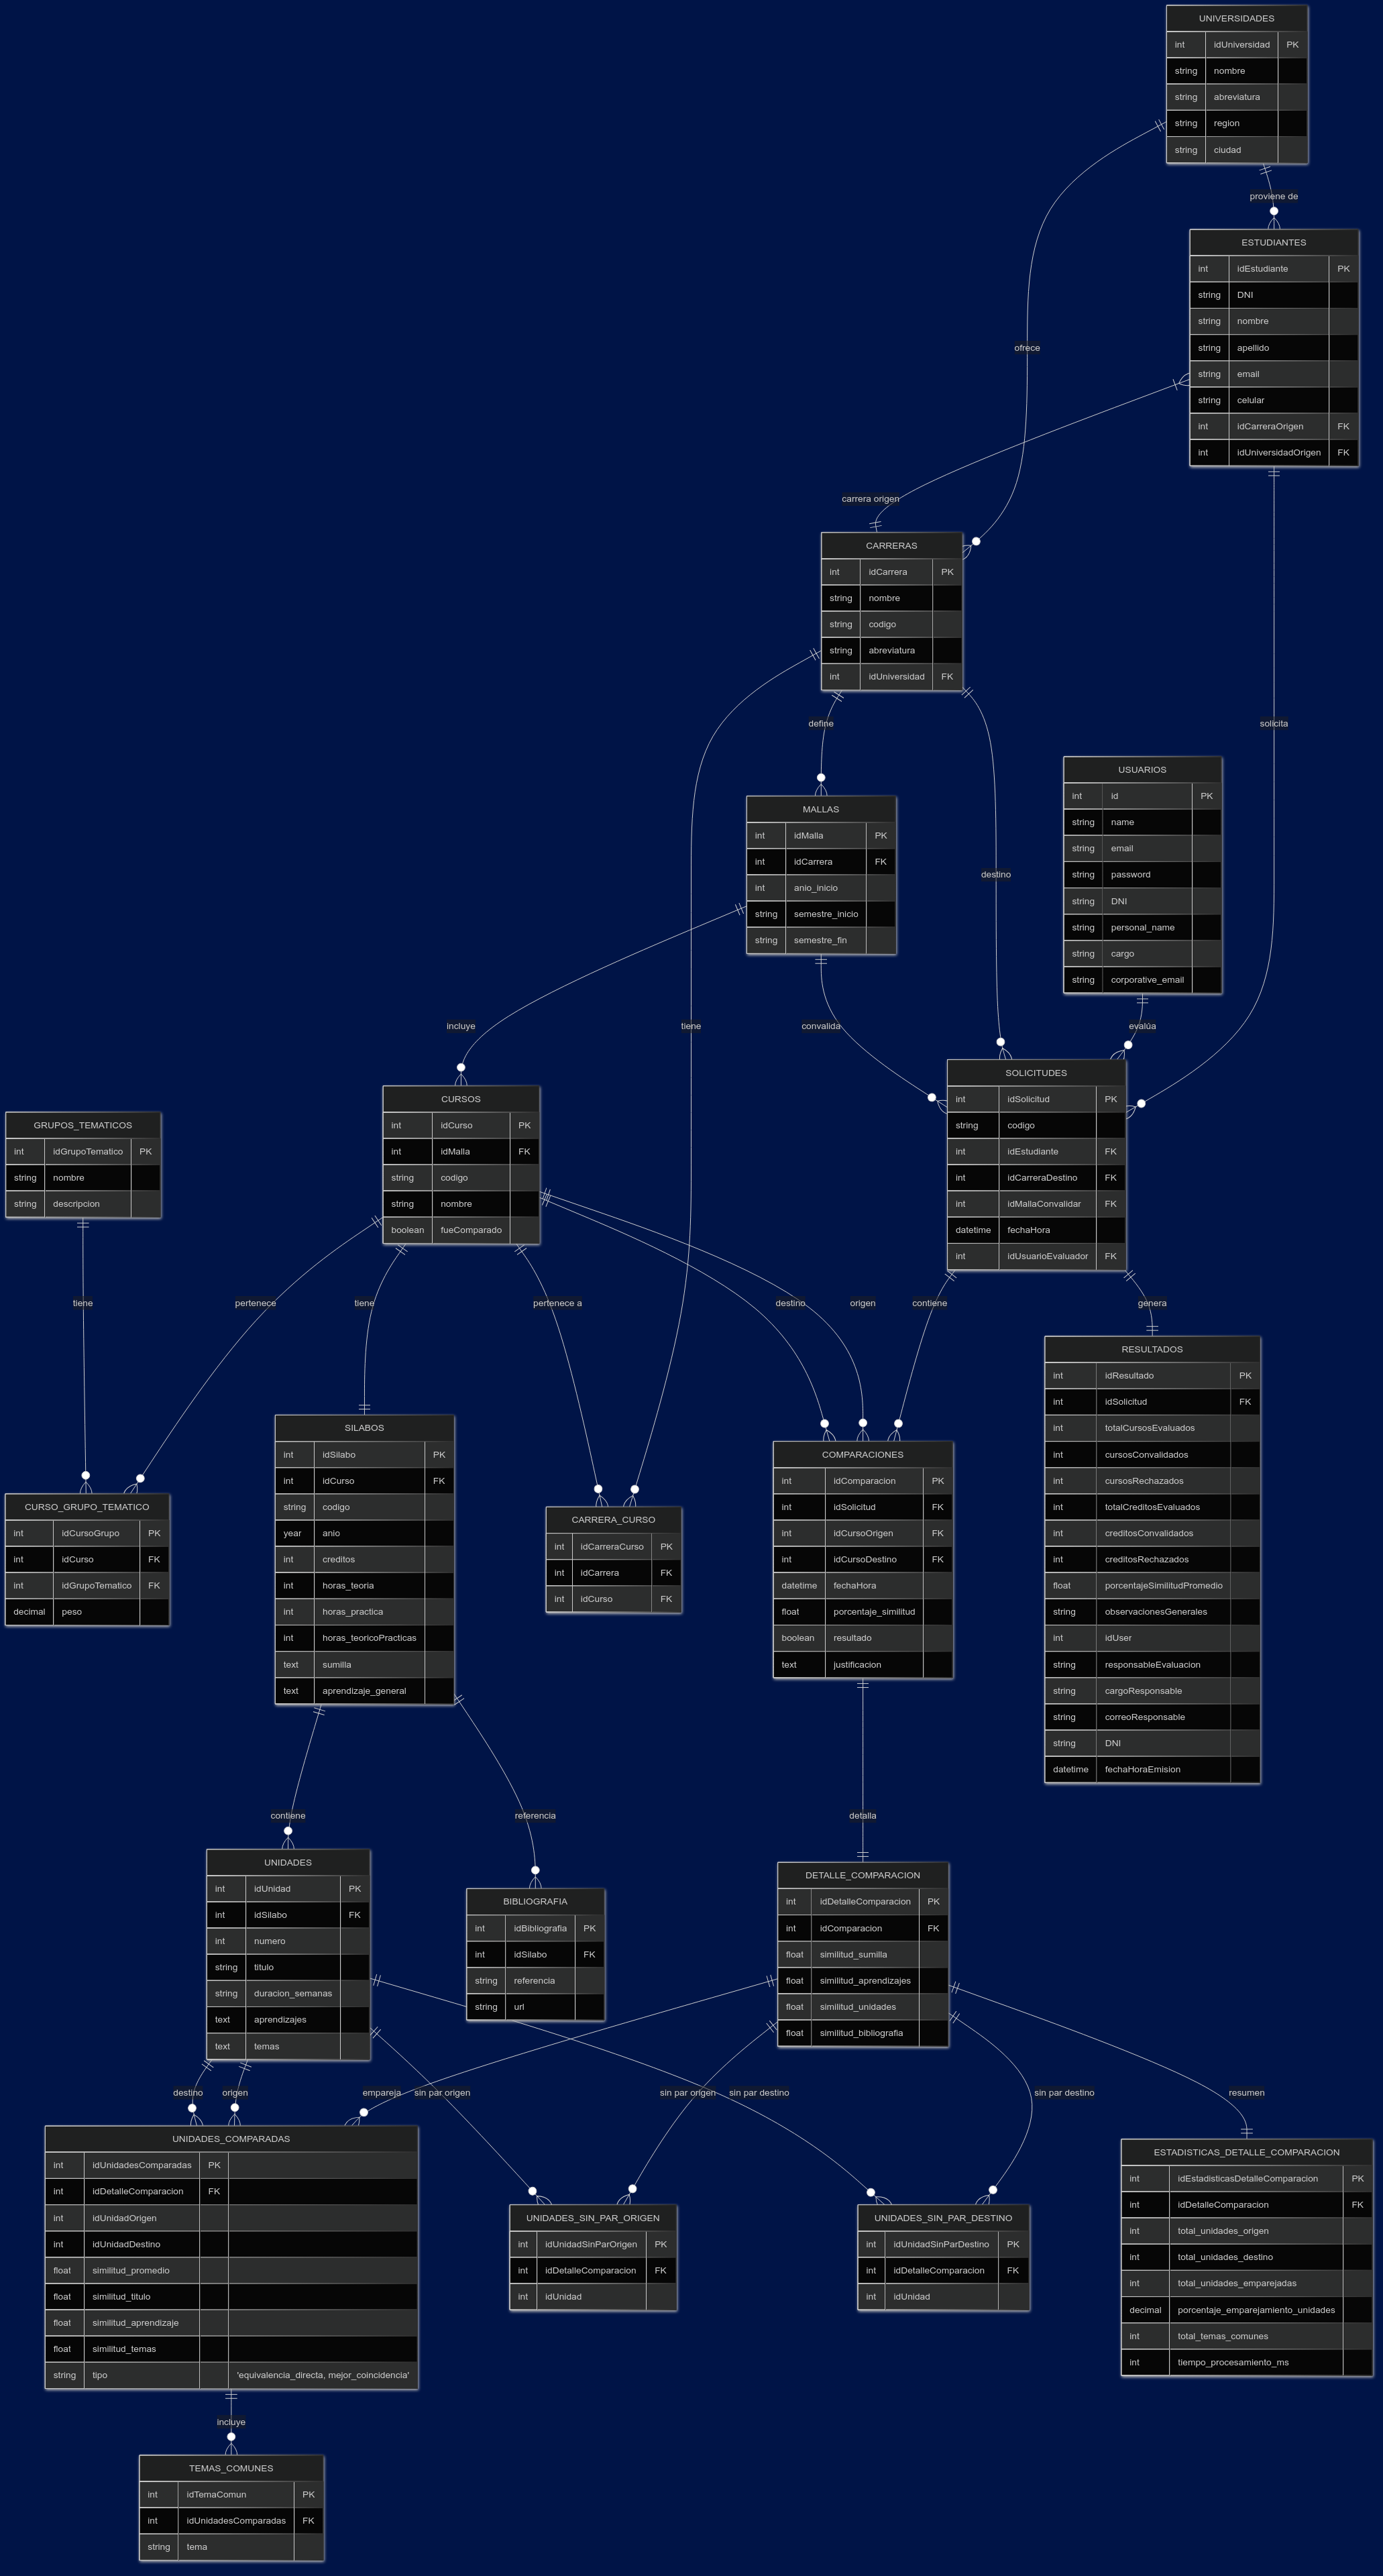 UNIVERSIDADES
int idUniversidad PK
string nombre
string abreviatura
string region
string ciudad
proviene de
ESTUDIANTES
int idEstudiante PK
string DNI
string nombre
string apellido
string email
string celular
int idCarreraOrigen FK
int idUniversidadOrigen FK
ofrece
carrera origen
CARRERAS
int idCarrera PK
string nombre
string codigo
string abreviatura
int idUniversidad FK
define
solicita
USUARIOS
int id PK
string name
string email
string password
string DNI
string personal_name
string cargo
string corporative_email
MALLAS
int idMalla PK
int idCarrera FK
int anio_inicio
string semestre_inicio
string semestre_fin
destino
incluye
tiene
convalida
evalúa
SOLICITUDES
int idSolicitud PK
string codigo
int idEstudiante FK
int idCarreraDestino FK
int idMallaConvalidar FK
datetime fechaHora
int idUsuarioEvaluador FK
CURSOS
int idCurso PK
int idMalla FK
string codigo
string nombre
boolean fueComparado
GRUPOS_TEMATICOS
int idGrupoTematico PK
string nombre
string descripcion
tiene
pertenece
tiene
pertenece a
destino
origen
contiene
genera
RESULTADOS
int idResultado PK
int idSolicitud FK
int totalCursosEvaluados
int cursosConvalidados
int cursosRechazados
int totalCreditosEvaluados
int creditosConvalidados
int creditosRechazados
float porcentajeSimilitudPromedio
string observacionesGenerales
int idUser
string responsableEvaluacion
string cargoResponsable
string correoResponsable
string DNI
datetime fechaHoraEmision
SILABOS
int idSilabo PK
int idCurso FK
string codigo
year anio
int creditos
int horas_teoria
int horas_practica
int horas_teoricoPracticas
text sumilla
text aprendizaje_general
COMPARACIONES
int idComparacion PK
int idSolicitud FK
int idCursoOrigen FK
int idCursoDestino FK
datetime fechaHora
float porcentaje_similitud
boolean resultado
text justificacion
CURSO_GRUPO_TEMATICO
int idCursoGrupo PK
int idCurso FK
int idGrupoTematico FK
decimal peso
CARRERA_CURSO
int idCarreraCurso PK
int idCarrera FK
int idCurso FK
contiene
referencia
detalla
UNIDADES
int idUnidad PK
int idSilabo FK
int numero
string titulo
string duracion_semanas
text aprendizajes
text temas
BIBLIOGRAFIA
int idBibliografia PK
int idSilabo FK
string referencia
string url
DETALLE_COMPARACION
int idDetalleComparacion PK
int idComparacion FK
float similitud_sumilla
float similitud_aprendizajes
float similitud_unidades
float similitud_bibliografia
destino
origen
empareja
sin par origen
sin par origen
sin par destino
sin par destino
resumen
UNIDADES_COMPARADAS
int idUnidadesComparadas PK
int idDetalleComparacion FK
int idUnidadOrigen
int idUnidadDestino
float similitud_promedio
float similitud_titulo
float similitud_aprendizaje
float similitud_temas
string tipo 'equivalencia_directa, mejor_coincidencia'
ESTADISTICAS_DETALLE_COMPARACION
int idEstadisticasDetalleComparacion PK
int idDetalleComparacion FK
int total_unidades_origen
int total_unidades_destino
int total_unidades_emparejadas
decimal porcentaje_emparejamiento_unidades
int total_temas_comunes
int tiempo_procesamiento_ms
UNIDADES_SIN_PAR_ORIGEN
int idUnidadSinParOrigen PK
int idDetalleComparacion FK
int idUnidad
UNIDADES_SIN_PAR_DESTINO
int idUnidadSinParDestino PK
int idDetalleComparacion FK
int idUnidad
incluye
TEMAS_COMUNES
int idTemaComun PK
int idUnidadesComparadas FK
string tema